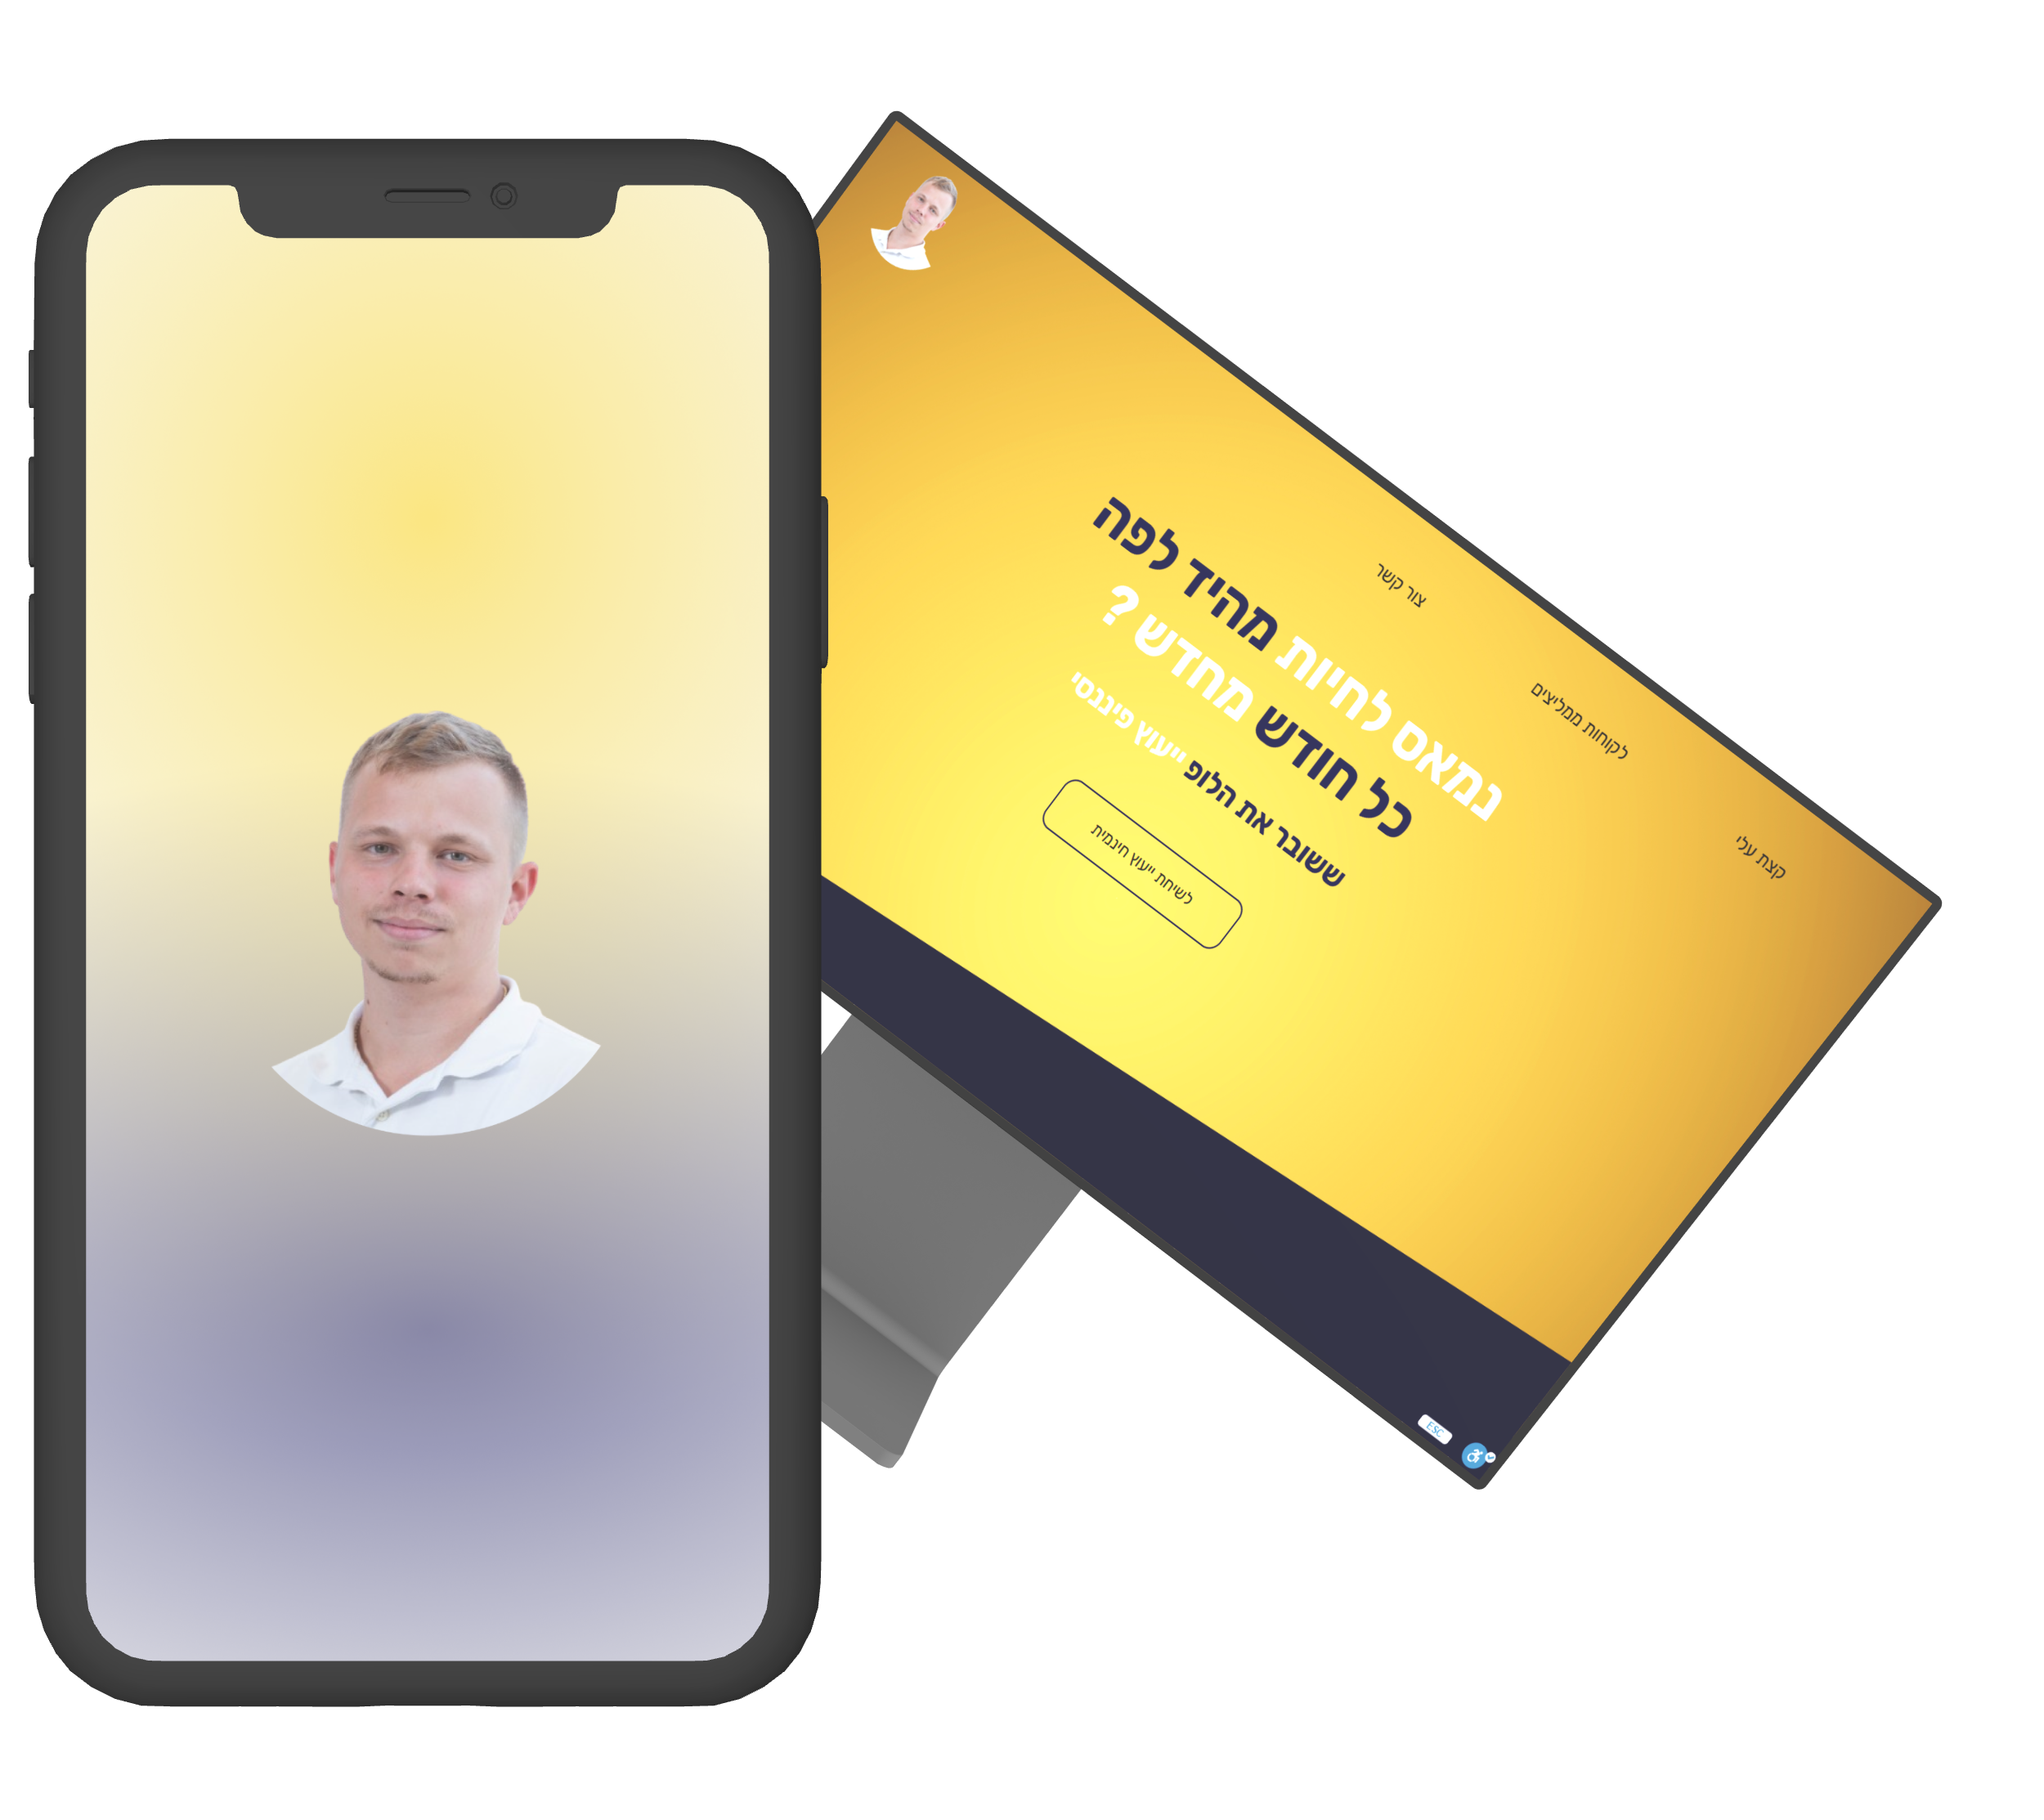 קצת עלי
לקוחות ממליצים
צור קשר
נמאס לחיות מהיד לפה
כל חודש מחדש ?
ייעוץ פיננסי ששובר את הלופ
לשיחת ייעוץ חינמית
ESC